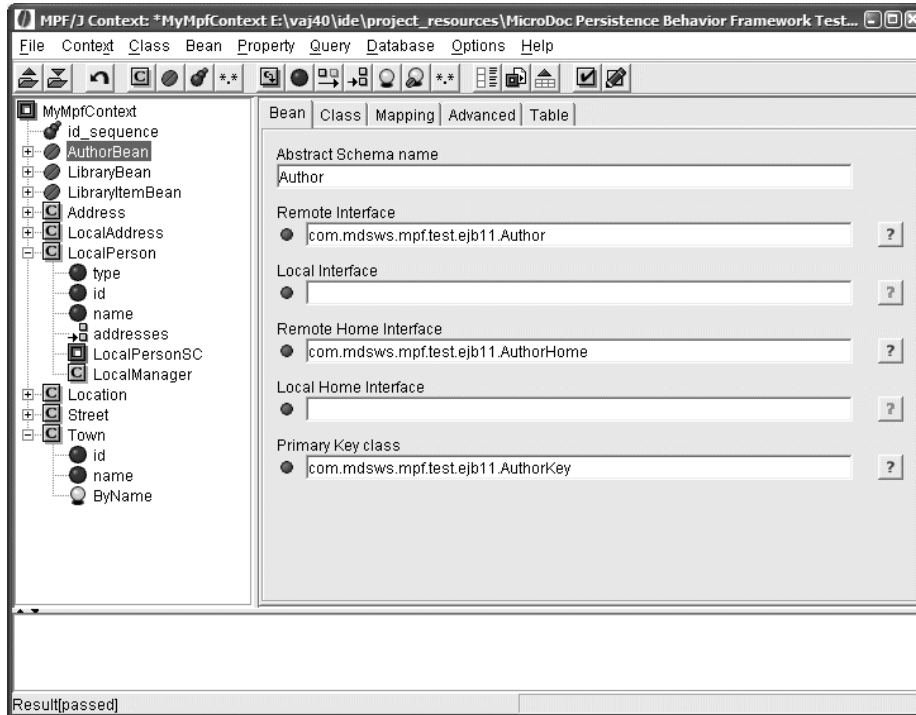 MPF/J Context: *MyMpfContext E:\vaj40\ide\project_resources\MicroDoc Persistence Behavior Framework Test...
File Context Class Bean Property Query Database Options Help
C *.* *.*
MyMpfContext
id_sequence
AuthorBean
LibraryBean
LibraryItemBean
C Address
C LocalAddress
C LocalPerson
type
id
name
addresses
LocalPersonSC
C LocalManager
C Location
C Street
C Town
id
name
ByName
Bean Class Mapping Advanced Table
Abstract Schema name
Author
Remote Interface
com.mdsws.mpf.test.ejb11.Author ?
Local Interface
?
Remote Home Interface
com.mdsws.mpf.test.ejb11.AuthorHome ?
Local Home Interface
?
Primary Key class
com.mdsws.mpf.test.ejb11.AuthorKey ?
Result[passed]